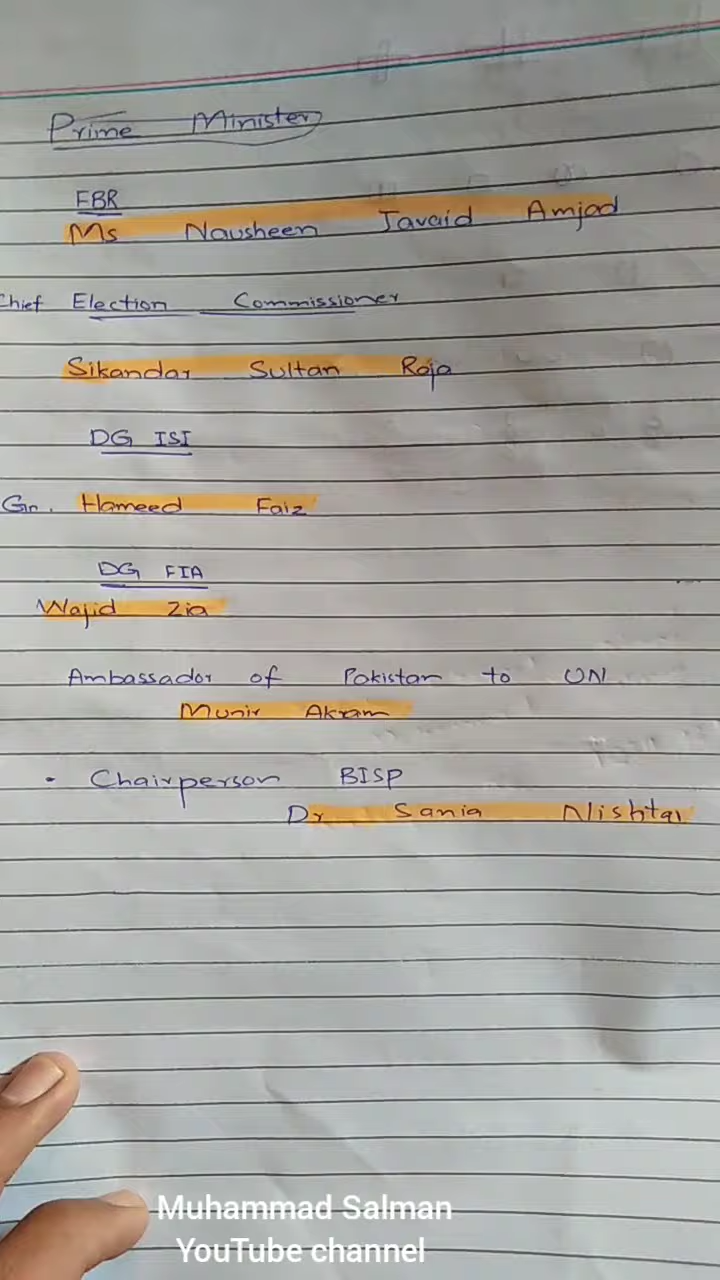 Prime Minister
FBR
Ms Nausheen Javaid Amjad
Chief Election Commissioner
Sikandar Sultan Raja
DG ISI
Gn. Hameed Faiz
DG FIA
Wajid Zia
Ambassador of Pakistan to UN
Munir Akram
• Chairperson BISP
Dr Sania Nishtar
Muhammad Salman
YouTube channel